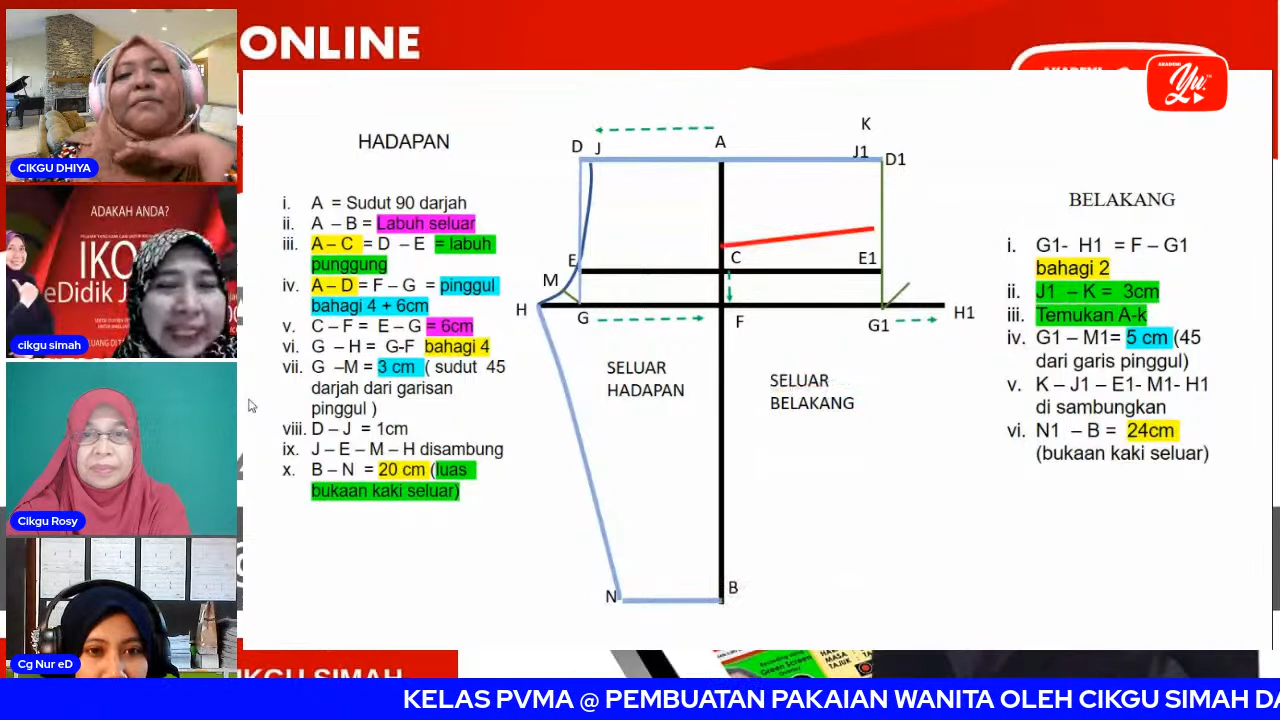 ONLINE
AKADEMI
YuZ
CIKGU DHIYA
ADAKAH ANDA?
IKO
eDidik J
cikgu simah
Cikgu Rosy
Cg Nur eD
HADAPAN
i. A = Sudut 90 darjah
ii. A – B = Labuh seluar
iii. A – C = D – E = labuh
punggung
iv. A – D = F – G = pinggul
bahagi 4 + 6cm
v. C – F = E – G = 6cm
vi. G – H = G-F bahagi 4
vii. G –M = 3 cm ( sudut 45
darjah dari garisan
pinggul )
viii. D – J = 1cm
ix. J – E – M – H disambung
x. B – N = 20 cm (luas
bukaan kaki seluar)
K
D J A J1 D1
C
E E1
M
H G F G1 H1
SELUAR
HADAPAN
SELUAR
BELAKANG
N B
BELAKANG
i. G1- H1 = F – G1
bahagi 2
ii. J1 – K = 3cm
iii. Temukan A-k
iv. G1 – M1= 5 cm (45
dari garis pinggul)
v. K – J1 – E1- M1- H1
di sambungkan
vi. N1 – B = 24cm
(bukaan kaki seluar)
IKGU SIMAH
KELAS PVMA @ PEMBUATAN PAKAIAN WANITA OLEH CIKGU SIMAH DA